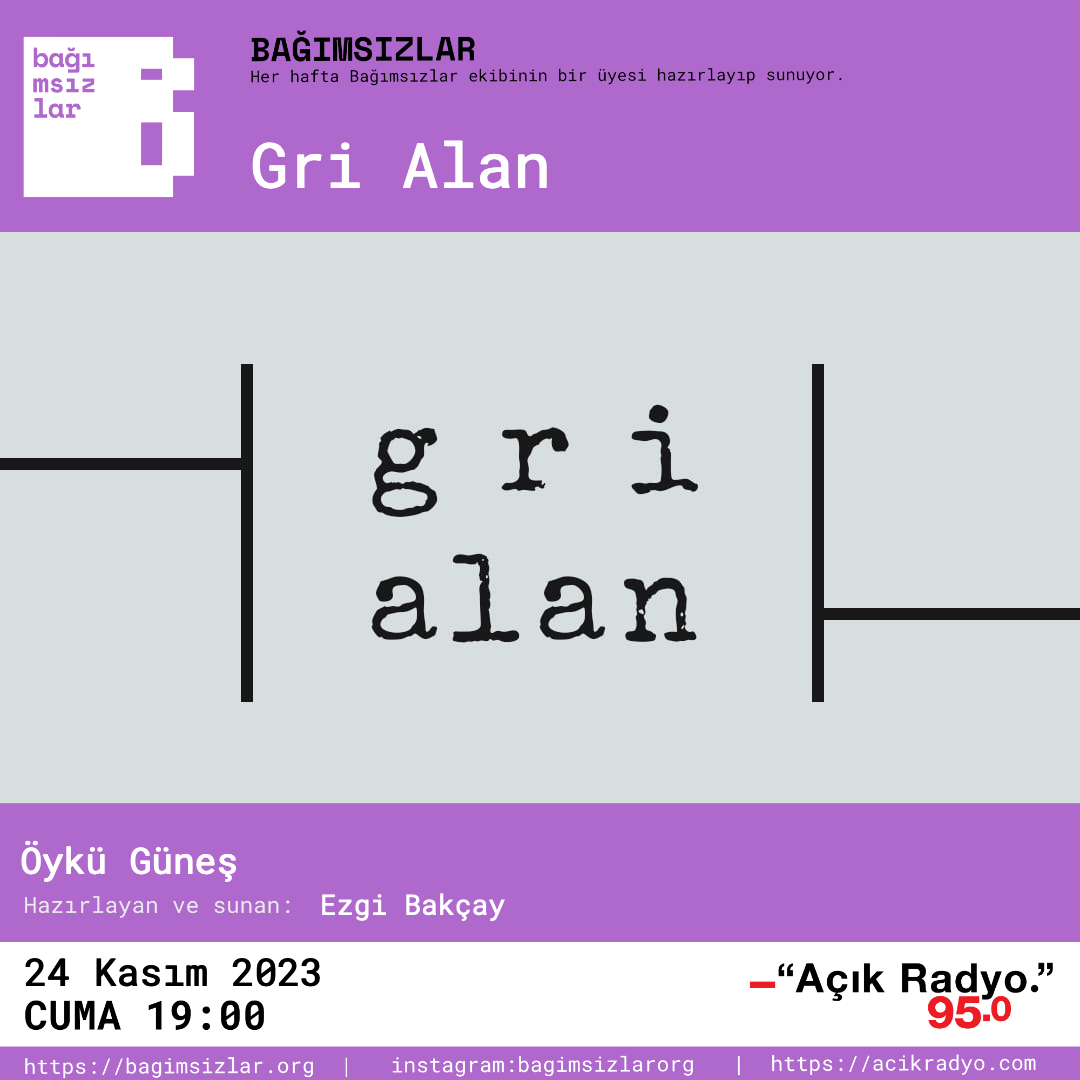 bağı
msız
lar
BAĞIMSIZLAR
Her hafta Bağımsızlar ekibinin bir üyesi hazırlayıp sunuyor.
Gri Alan
gri
alan
Öykü Güneş
Hazırlayan ve sunan: Ezgi Bakçay
24 Kasım 2023
CUMA 19:00
“Açık Radyo.”
95.0
https://bagimsizlar.org | instagram:bagimsizlarorg | https://acikradyo.com